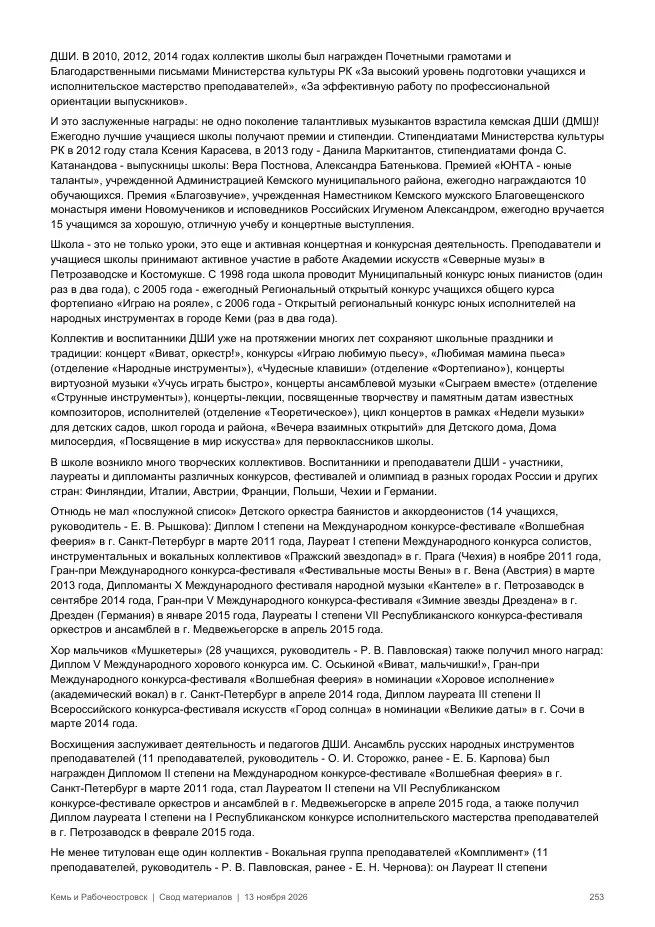 ДШИ. В 2010, 2012, 2014 годах коллектив школы был награжден Почетными грамотами и
Благодарственными письмами Министерства культуры РК «За высокий уровень подготовки учащихся и
исполнительское мастерство преподавателей», «За эффективную работу по профессиональной
ориентации выпускников».
И это заслуженные награды: не одно поколение талантливых музыкантов взрастила кемская ДШИ (ДМШ)!
Ежегодно лучшие учащиеся школы получают премии и стипендии. Стипендиатами Министерства культуры
РК в 2012 году стала Ксения Карасева, в 2013 году - Данила Маркитантов, стипендиатами фонда С.
Катанандова - выпускницы школы: Вера Постнова, Александра Батенькова. Премией «ЮНТА - юные
таланты», учрежденной Администрацией Кемского муниципального района, ежегодно награждаются 10
обучающихся. Премия «Благозвучие», учрежденная Наместником Кемского мужского Благовещенского
монастыря имени Новомучеников и исповедников Российских Игуменом Александром, ежегодно вручается
15 учащимся за хорошую, отличную учебу и концертные выступления.
Школа - это не только уроки, это еще и активная концертная и конкурсная деятельность. Преподаватели и
учащиеся школы принимают активное участие в работе Академии искусств «Северные музы» в
Петрозаводске и Костомукше. С 1998 года школа проводит Муниципальный конкурс юных пианистов (один
раз в два года), с 2005 года - ежегодный Региональный открытый конкурс учащихся общего курса
фортепиано «Играю на рояле», с 2006 года - Открытый региональный конкурс юных исполнителей на
народных инструментах в городе Кеми (раз в два года).
Коллектив и воспитанники ДШИ уже на протяжении многих лет сохраняют школьные праздники и
традиции: концерт «Виват, оркестр!», конкурсы «Играю любимую пьесу», «Любимая мамина пьеса»
(отделение «Народные инструменты»), «Чудесные клавиши» (отделение «Фортепиано»), концерты
виртуозной музыки «Учусь играть быстро», концерты ансамблевой музыки «Сыграем вместе» (отделение
«Струнные инструменты»), концерты-лекции, посвященные творчеству и памятным датам известных
композиторов, исполнителей (отделение «Теоретическое»), цикл концертов в рамках «Недели музыки»
для детских садов, школ города и района, «Вечера взаимных открытий» для Детского дома, Дома
милосердия, «Посвящение в мир искусства» для первоклассников школы.
В школе возникло много творческих коллективов. Воспитанники и преподаватели ДШИ - участники,
лауреаты и дипломанты различных конкурсов, фестивалей и олимпиад в разных городах России и других
стран: Финляндии, Италии, Австрии, Франции, Польши, Чехии и Германии.
Отнюдь не мал «послужной список» Детского оркестра баянистов и аккордеонистов (14 учащихся,
руководитель - Е. В. Рышкова): Диплом I степени на Международном конкурсе-фестивале «Волшебная
феерия» в г. Санкт-Петербург в марте 2011 года, Лауреат I степени Международного конкурса солистов,
инструментальных и вокальных коллективов «Пражский звездопад» в г. Прага (Чехия) в ноябре 2011 года,
Гран-при Международного конкурса-фестиваля «Фестивальные мосты Вены» в г. Вена (Австрия) в марте
2013 года, Дипломанты X Международного фестиваля народной музыки «Кантеле» в г. Петрозаводск в
сентябре 2014 года, Гран-при V Международного конкурса-фестиваля «Зимние звезды Дрездена» в г.
Дрезден (Германия) в январе 2015 года, Лауреаты I степени VII Республиканского конкурса
оркестров и ансамблей в г. Медвежьегорске в апрель 2015 года.
Хор мальчиков «Мушкетеры» (28 учащихся, руководитель - Р. В. Павловская) также получил много наград:
Диплом V Международного хорового конкурса им. С. Оськиной «Виват, мальчишки!», Гран-при
Международного конкурса-фестиваля «Волшебная феерия» в номинации «Хоровое исполнение»
(академический вокал) в г. Санкт-Петербург в апреле 2014 года, Диплом лауреата III степени II
Всероссийского конкурса-фестиваля искусств «Город солнца» в номинации «Великие даты» в г. Сочи в
марте 2014 года.
Восхищения заслуживает деятельность и педагогов ДШИ. Ансамбль русских народных инструментов
преподавателей (11 преподавателей, руководитель - О. И. Сторожко, ранее - Е. Б. Карпова) был
награжден Дипломом II степени на Международном конкурсе-фестивале «Волшебная феерия» в г.
Санкт-Петербург в марте 2011 года, стал Лауреатом II степени на VII Республиканском
конкурсе-фестивале оркестров и ансамблей в г. Медвежьегорске в апреле 2015 года, а также получил
Диплом лауреата I степени на I Республиканском конкурсе исполнительского мастерства преподавателей
в г. Петрозаводск в феврале 2015 года.
Не менее титулован еще один коллектив - Вокальная группа преподавателей «Комплимент» (11
преподавателей, руководитель - Р. В. Павловская, ранее - Е. Н. Чернова): он Лауреат II степени
Кемь и Рабочеостровск | Свод материалов | 13 ноября 2026
253